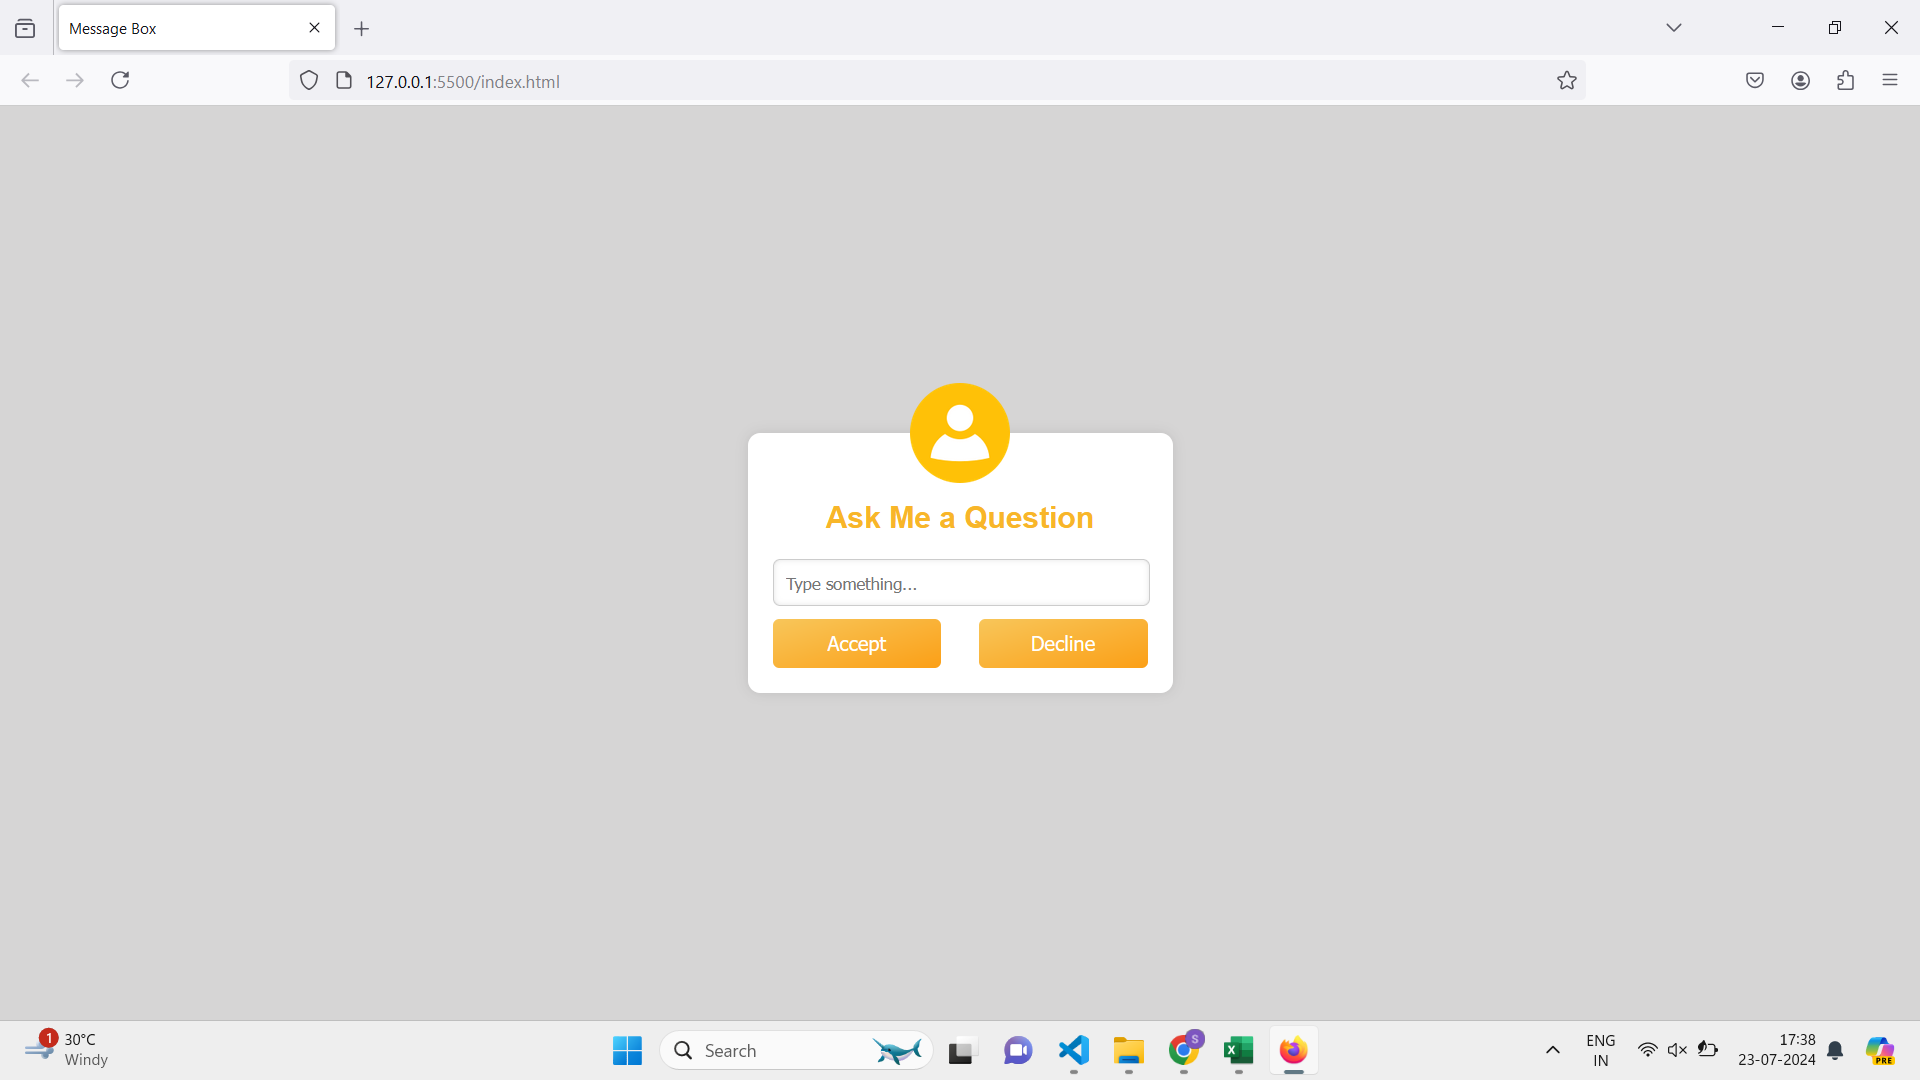 Message Box
127.0.0.1:5500/index.html
Ask Me a Question
Type something...
Accept
Decline
1
30°C
Windy
Search
S
X
ENG
IN
17:38
23-07-2024
PRE